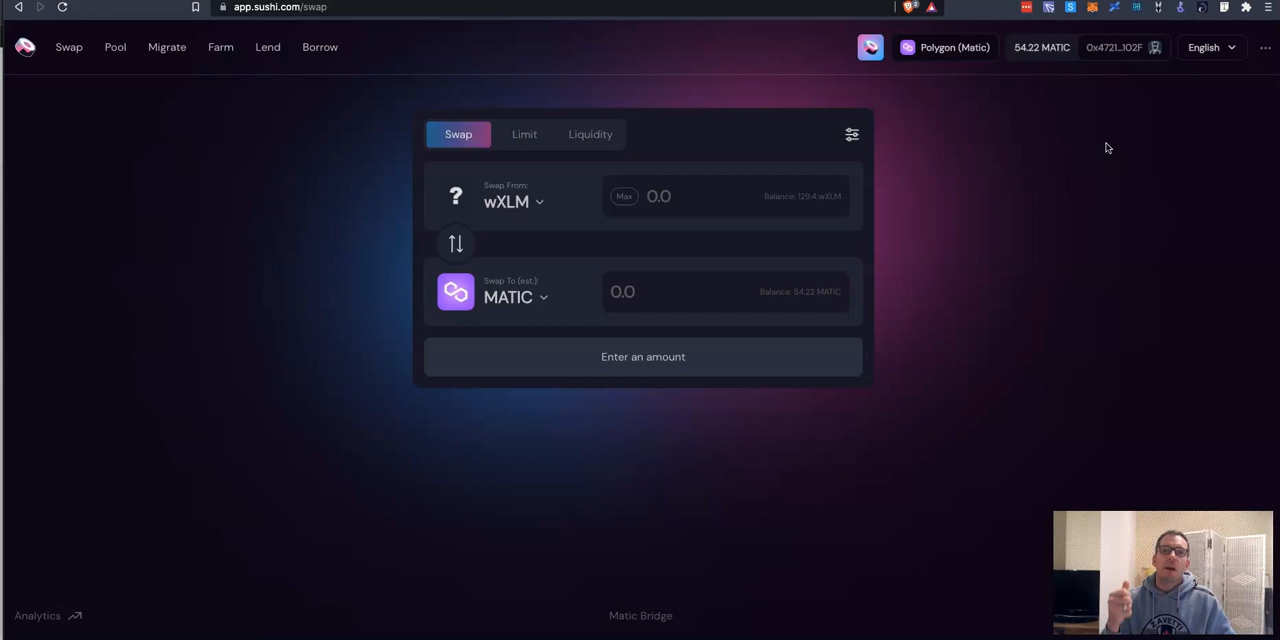 app.sushi.com/swap
2
Swap Pool Migrate Farm Lend Borrow
Polygon (Matic) 54.22 MATIC 0x4721...102F English
Swap Limit Liquidity
Swap From:
? wXLM Max 0.0 Balance: 129.4 wXLM
Swap To (est.):
MATIC 0.0 Balance: 54.22 MATIC
Enter an amount
ZAVETTI
Analytics Matic Bridge